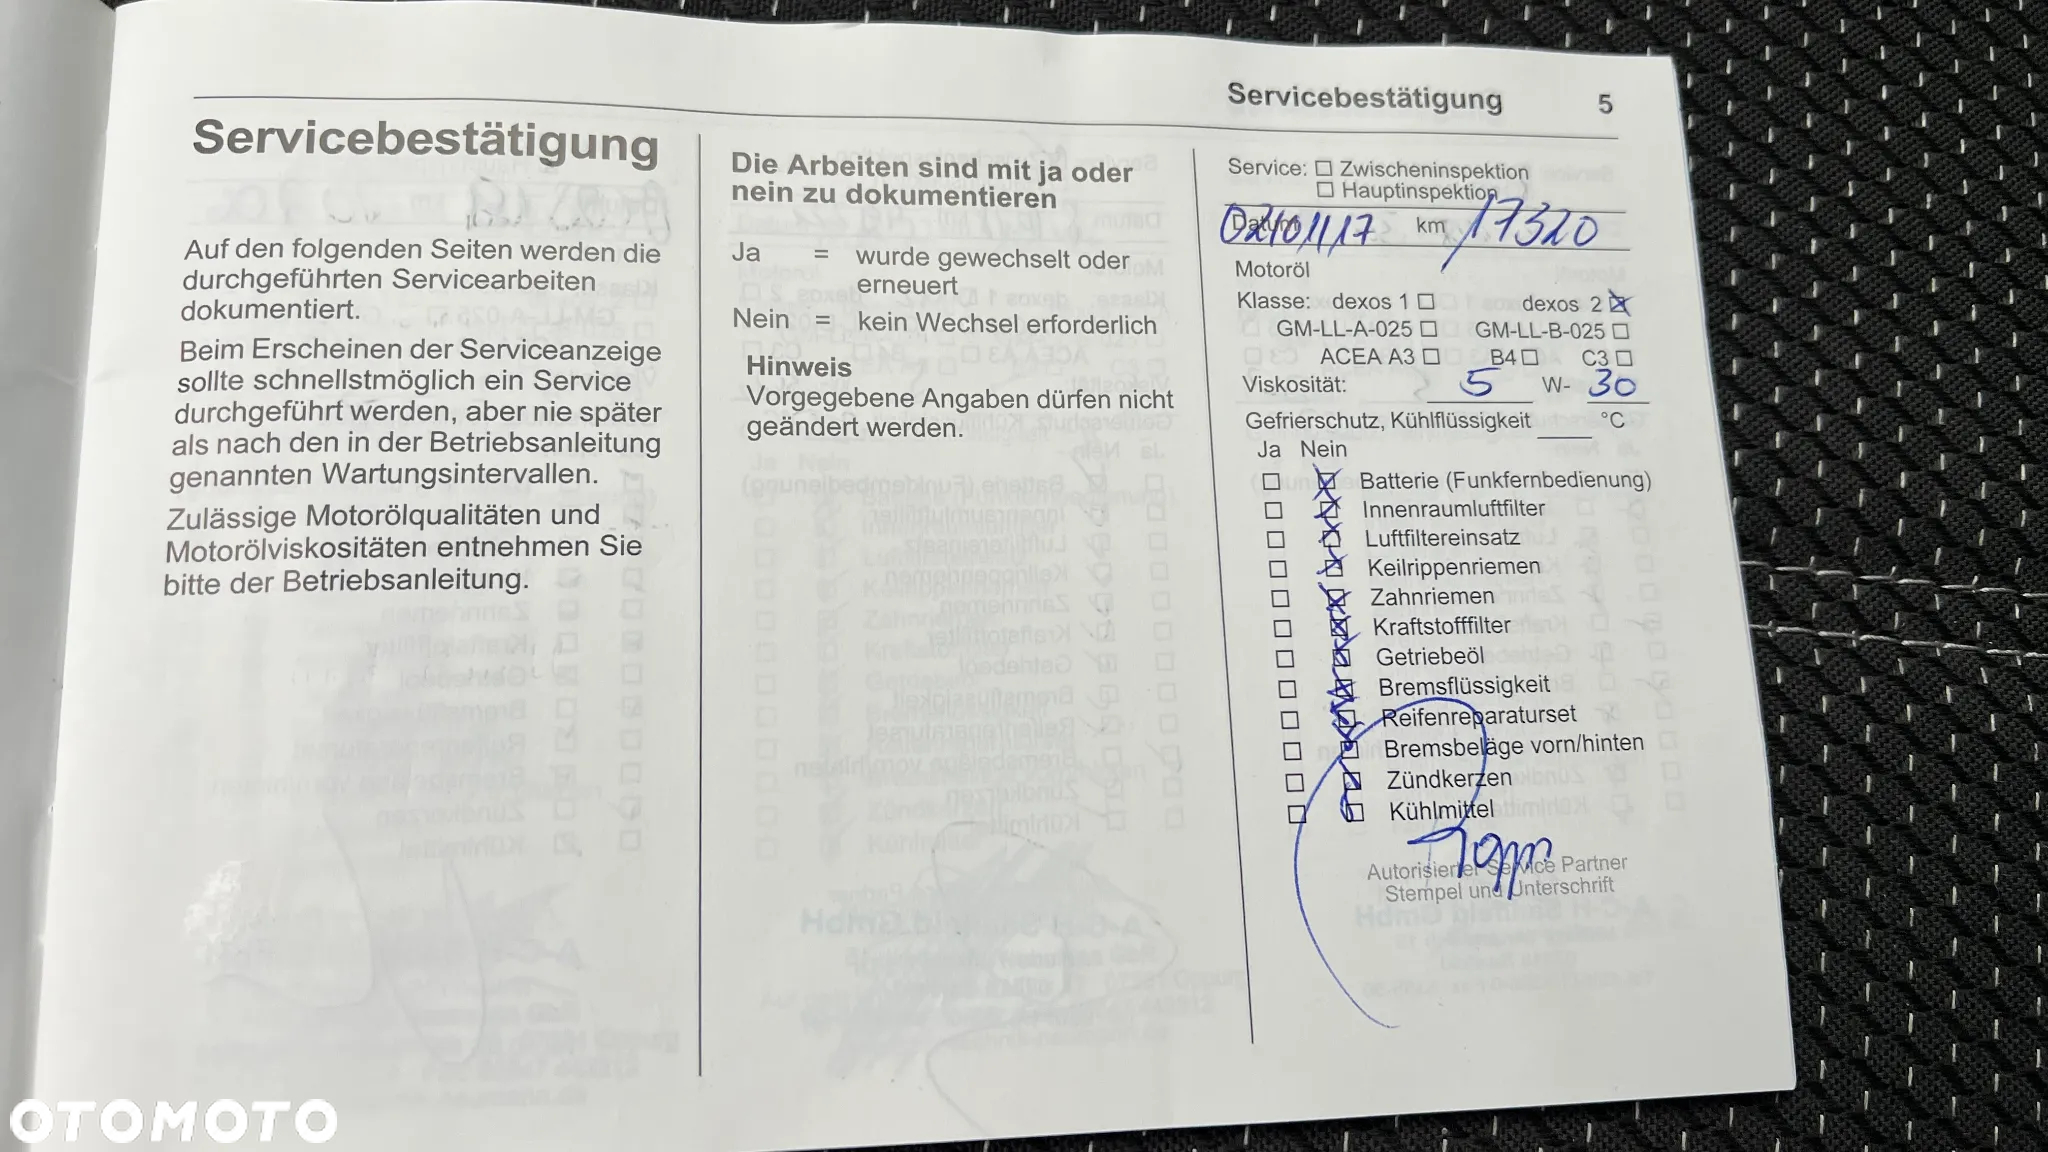 Servicebestätigung 5
Servicebestätigung
Auf den folgenden Seiten werden die
durchgeführten Servicearbeiten
dokumentiert.
Beim Erscheinen der Serviceanzeige
sollte schnellstmöglich ein Service
durchgeführt werden, aber nie später
als nach den in der Betriebsanleitung
genannten Wartungsintervallen.
Zulässige Motorölqualitäten und
Motorölviskositäten entnehmen Sie
bitte der Betriebsanleitung.
Die Arbeiten sind mit ja oder
nein zu dokumentieren
Ja = wurde gewechselt oder
erneuert
Nein = kein Wechsel erforderlich
Hinweis
Vorgegebene Angaben dürfen nicht
geändert werden.
Service: ☐ Zwischeninspektion
☐ Hauptinspektion
Datum km 17320
Motoröl
Klasse: dexos 1 ☐ dexos 2 ☒
GM-LL-A-025 ☐ GM-LL-B-025 ☐
ACEA A3 ☐ B4 ☐ C3 ☐
Viskosität: 5 W- 30
Gefrierschutz, Kühlflüssigkeit ____ °C
Ja Nein
☐ ☒ Batterie (Funkfernbedienung)
☐ ☒ Innenraumluftfilter
☐ ☒ Luftfiltereinsatz
☐ ☒ Keilrippenriemen
☐ ☒ Zahnriemen
☐ ☒ Kraftstofffilter
☐ ☒ Getriebeöl
☐ ☒ Bremsflüssigkeit
☐ ☒ Reifenreparaturset
☐ ☒ Bremsbeläge vorn/hinten
☐ ☒ Zündkerzen
☐ ☒ Kühlmittel
Autorisierter Service Partner
Stempel und Unterschrift
OTOMOTO